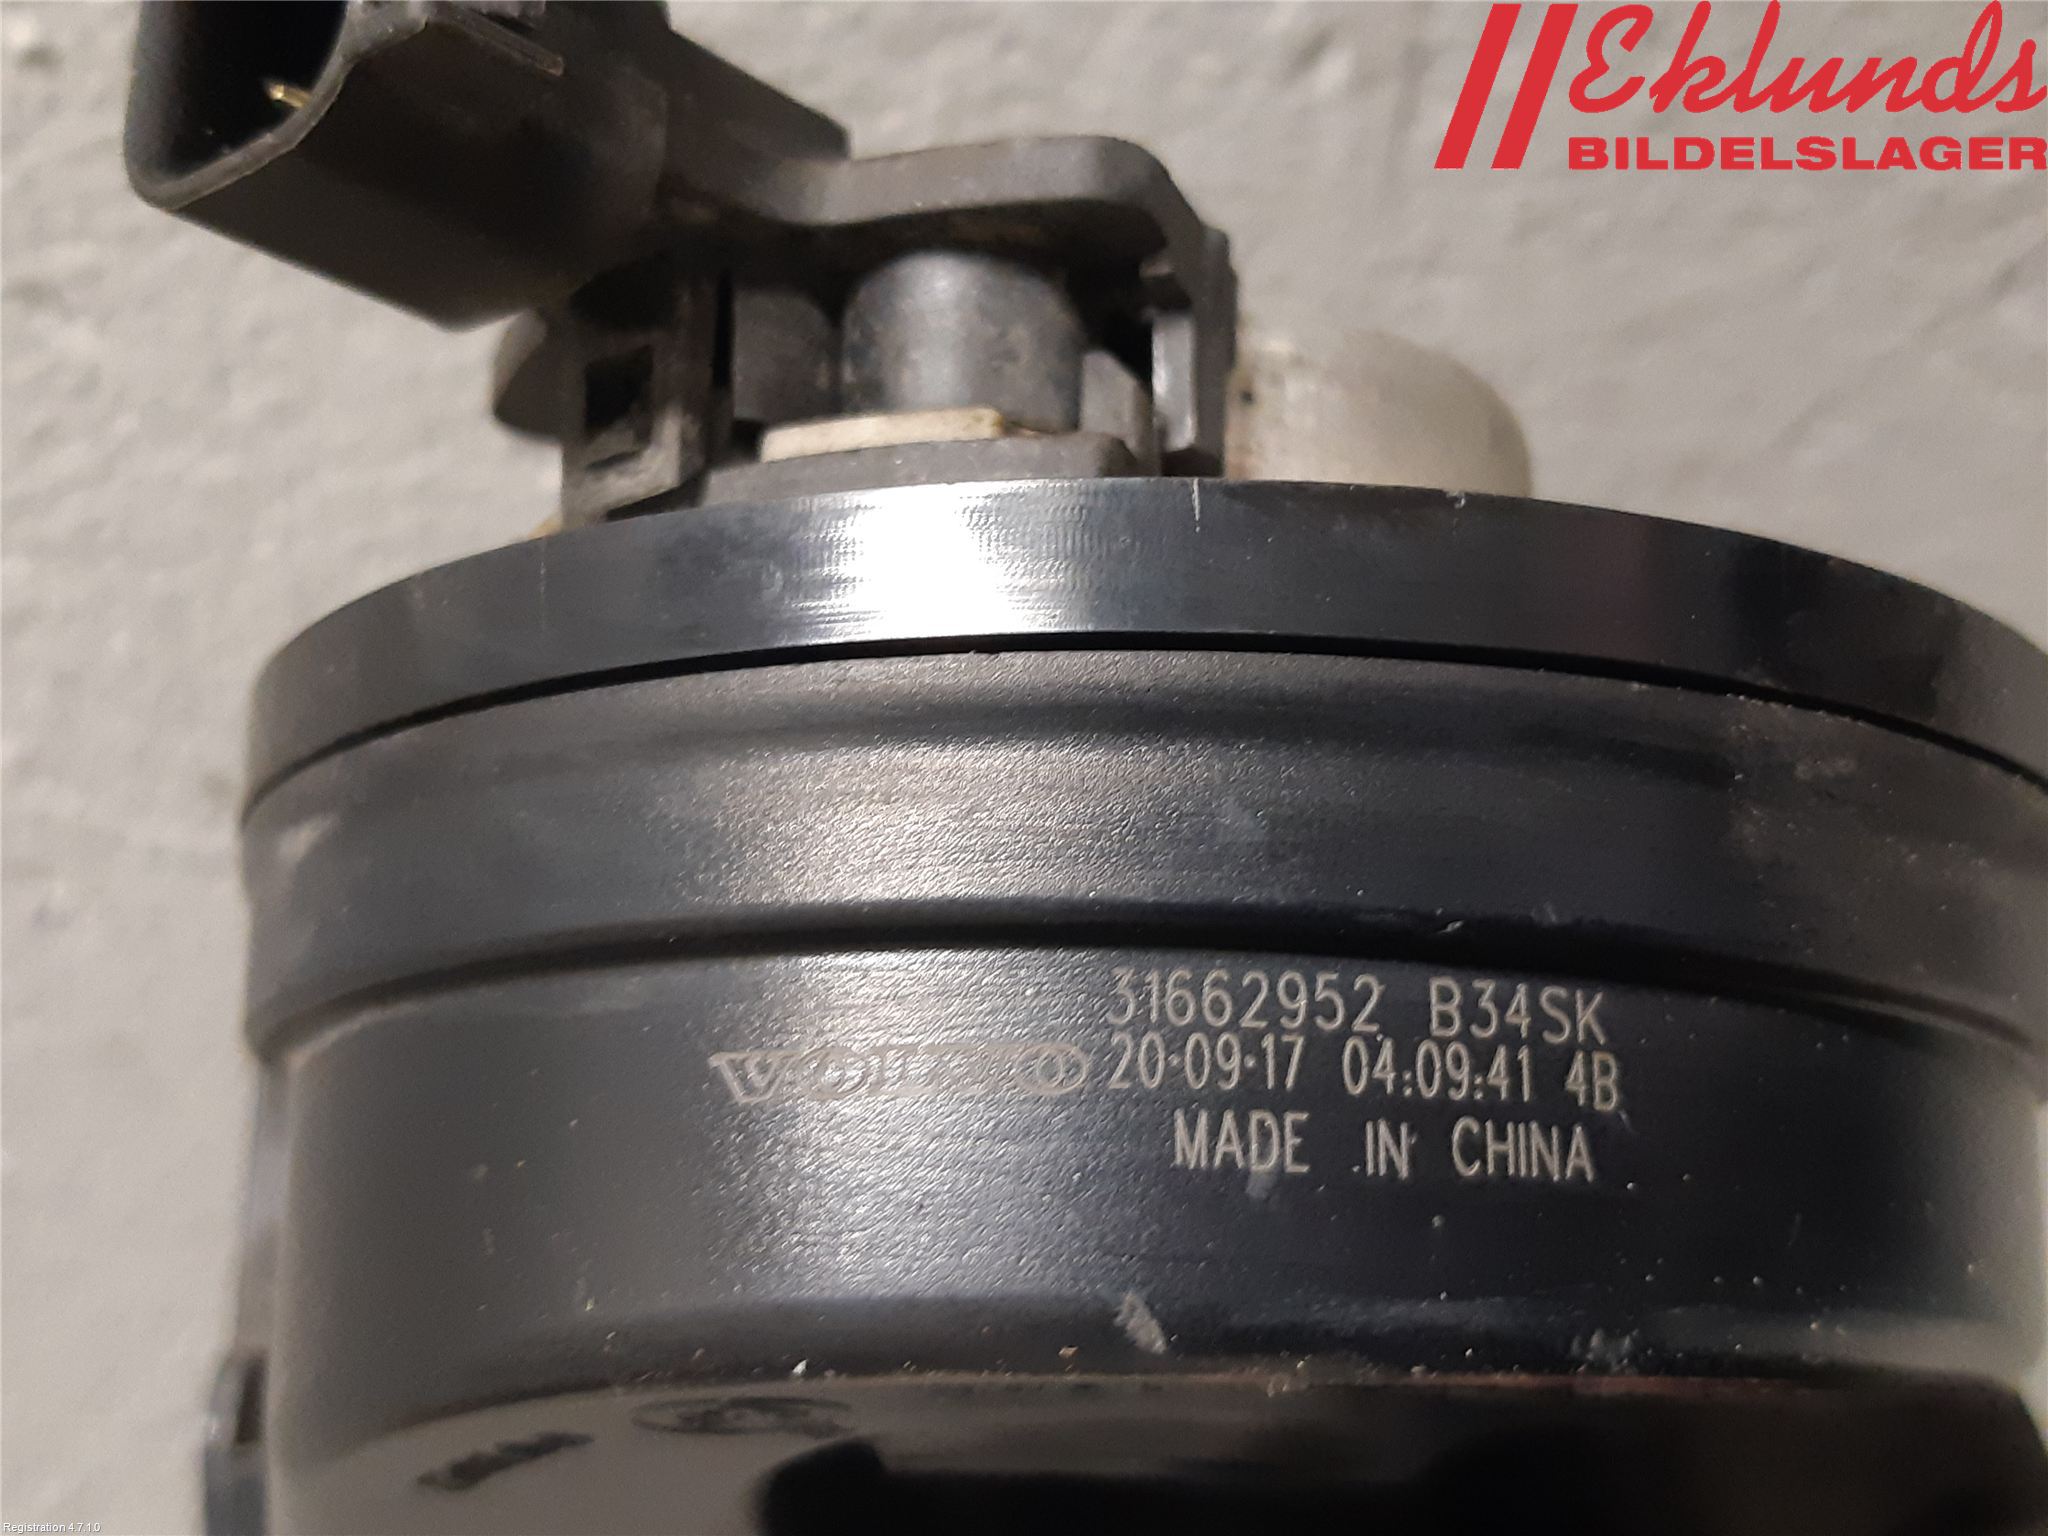 Eklunds
BILDELSLAGER
31662952 B34SK
VOLVO 20·09·17 04:09:41 4B
MADE IN CHINA
Registration 4.7.1.0